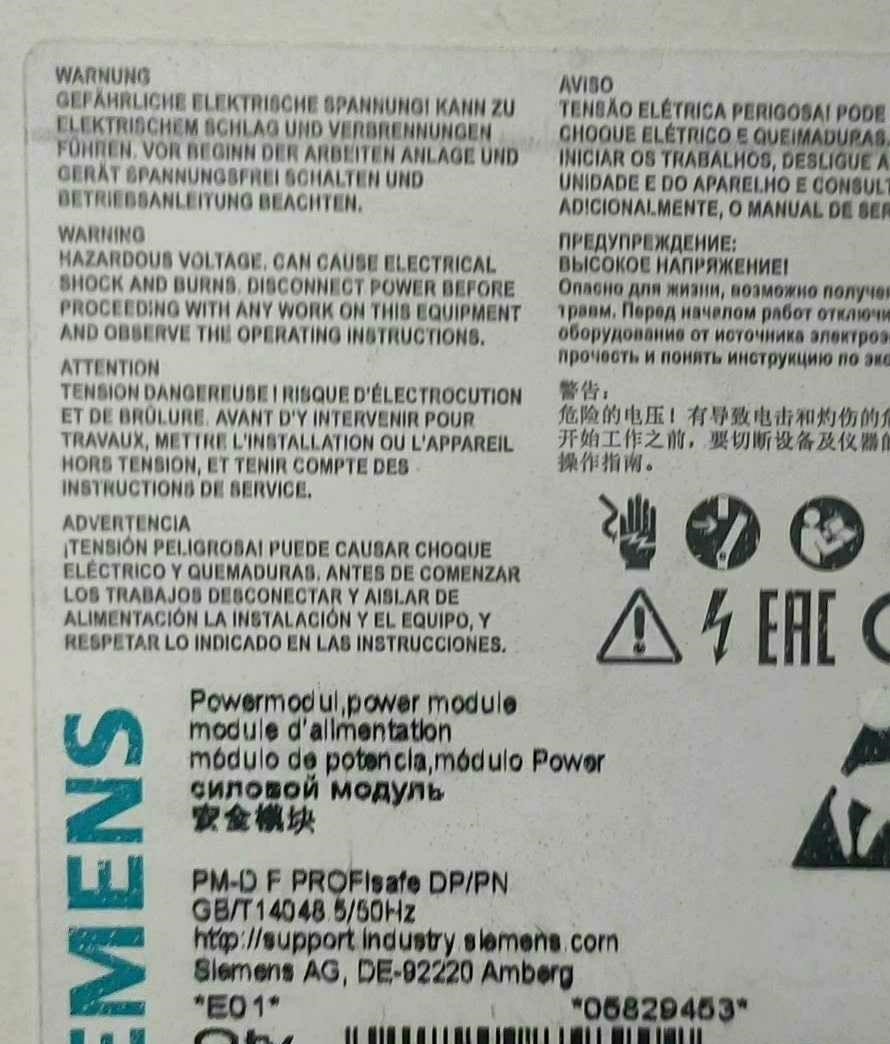 WARNUNG
GEFÄHRLICHE ELEKTRISCHE SPANNUNG! KANN ZU
ELEKTRISCHEM SCHLAG UND VERBRENNUNGEN
FÜHREN. VOR BEGINN DER ARBEITEN ANLAGE UND
GERÄT SPANNUNGSFREI SCHALTEN UND
BETRIEBSANLEITUNG BEACHTEN.
WARNING
HAZARDOUS VOLTAGE. CAN CAUSE ELECTRICAL
SHOCK AND BURNS. DISCONNECT POWER BEFORE
PROCEEDING WITH ANY WORK ON THIS EQUIPMENT
AND OBSERVE THE OPERATING INSTRUCTIONS.
ATTENTION
TENSION DANGEREUSE ! RISQUE D'ÉLECTROCUTION
ET DE BRÛLURE. AVANT D'Y INTERVENIR POUR
TRAVAUX, METTRE L'INSTALLATION OU L'APPAREIL
HORS TENSION, ET TENIR COMPTE DES
INSTRUCTIONS DE SERVICE.
ADVERTENCIA
¡TENSIÓN PELIGROSA! PUEDE CAUSAR CHOQUE
ELÉCTRICO Y QUEMADURAS. ANTES DE COMENZAR
LOS TRABAJOS DESCONECTAR Y AISLAR DE
ALIMENTACIÓN LA INSTALACIÓN Y EL EQUIPO, Y
RESPETAR LO INDICADO EN LAS INSTRUCCIONES.
AVISO
TENSÃO ELÉTRICA PERIGOSA! PODE
CHOQUE ELÉTRICO E QUEIMADURAS.
INICIAR OS TRABALHOS, DESLIGUE A
UNIDADE E DO APARELHO E CONSULT
ADICIONALMENTE, O MANUAL DE SER
ПРЕДУПРЕЖДЕНИЕ:
ВЫСОКОЕ НАПРЯЖЕНИЕ!
Опасно для жизни, возможно получен
травм. Перед началом работ отключи
оборудование от источника электроэ
прочесть и понять инструкцию по экс
警告：
危险的电压！有导致电击和灼伤的危
开始工作之前，要切断设备及仪器的
操作指南。
EAC
EMENS
Powermodul,power module
module d'alimentation
módulo de potencia,módulo Power
силовой модуль
安全模块
PM-D F PROFIsafe DP/PN
GB/T14048.5/50Hz
http://support.industry.siemens.com
Siemens AG, DE-92220 Amberg
*E01* *05829453*